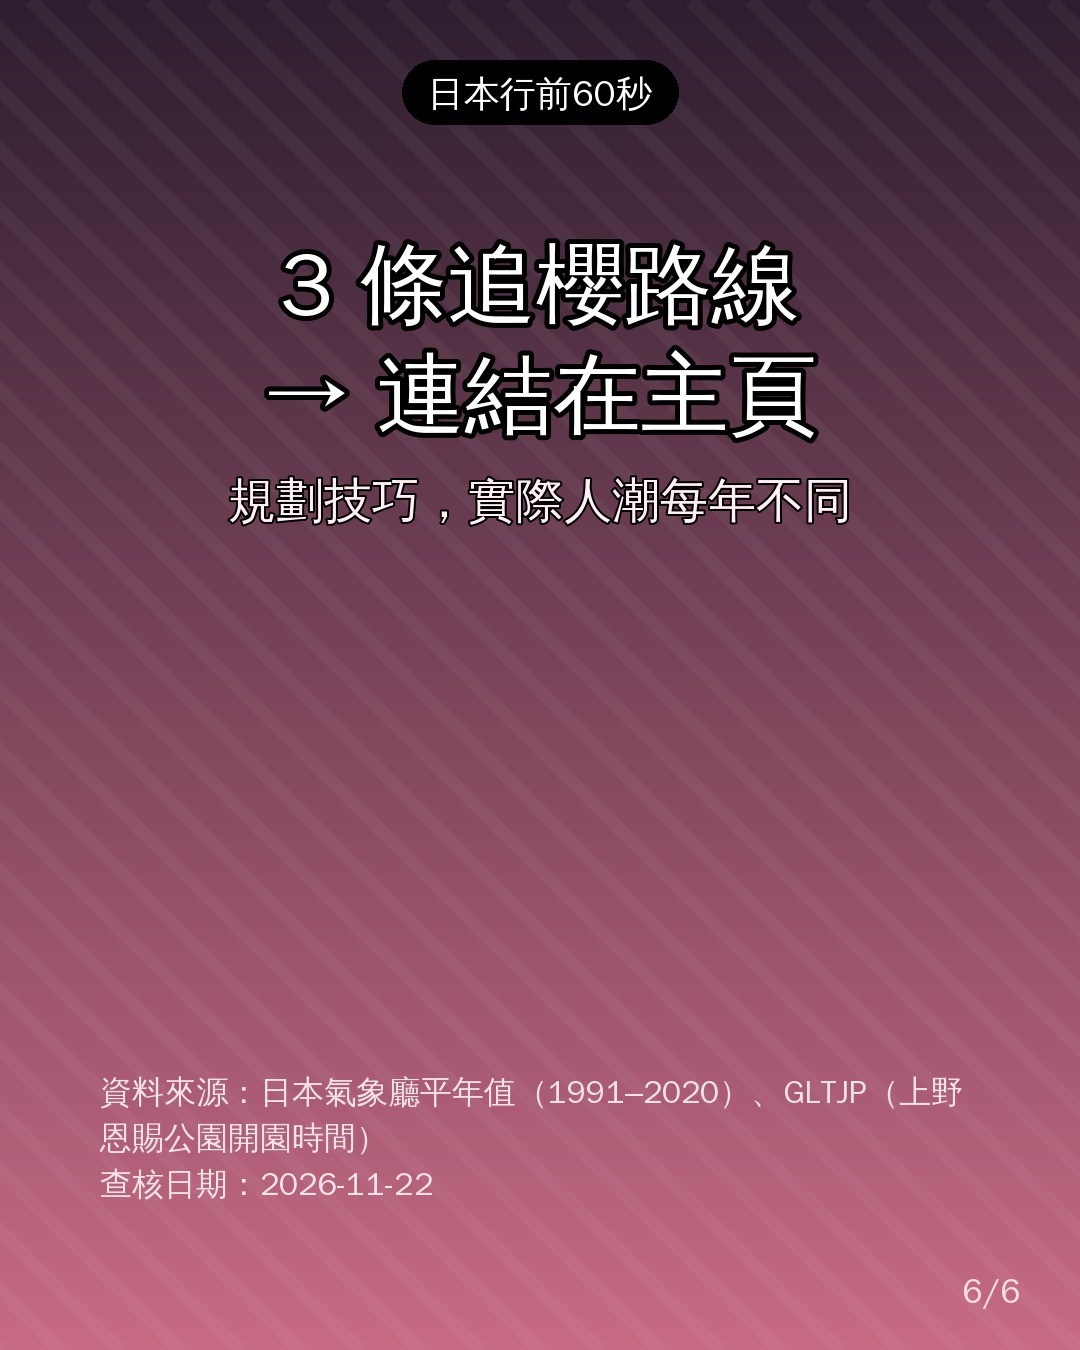 日本行前60秒
3 條追櫻路線
→ 連結在主頁
規劃技巧，實際人潮每年不同
資料來源：日本氣象廳平年值（1991–2020）、GLTJP（上野
恩賜公園開園時間）
查核日期：2026-11-22
6/6